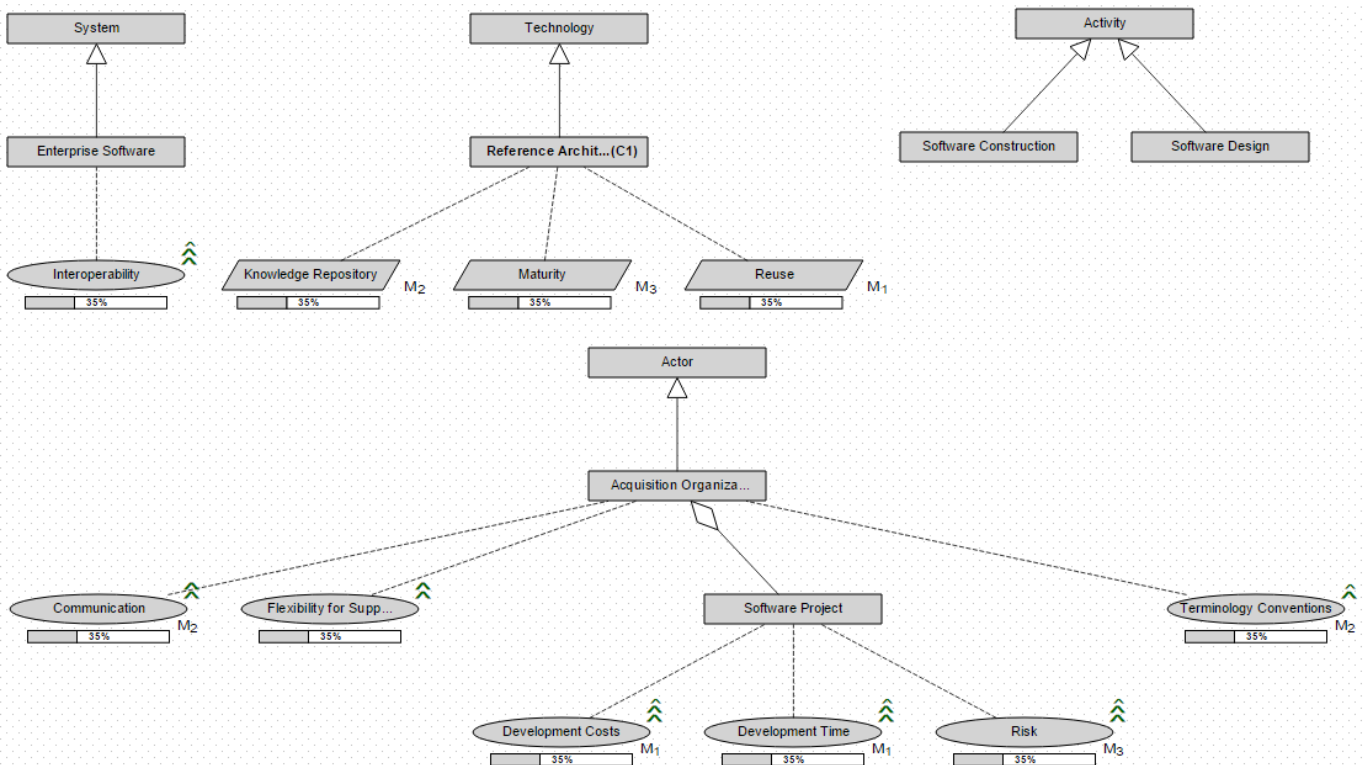 System
Technology
Activity
Enterprise Software
Reference Archit...(C1)
Software Construction
Software Design
Interoperability
35%
Knowledge Repository
35%
M2
Maturity
35%
M3
Reuse
35%
M1
Actor
Acquisition Organiza...
Communication
35%
M2
Flexibility for Supp...
35%
Software Project
Terminology Conventions
35%
M2
Development Costs
35%
M1
Development Time
35%
M1
Risk
35%
M3